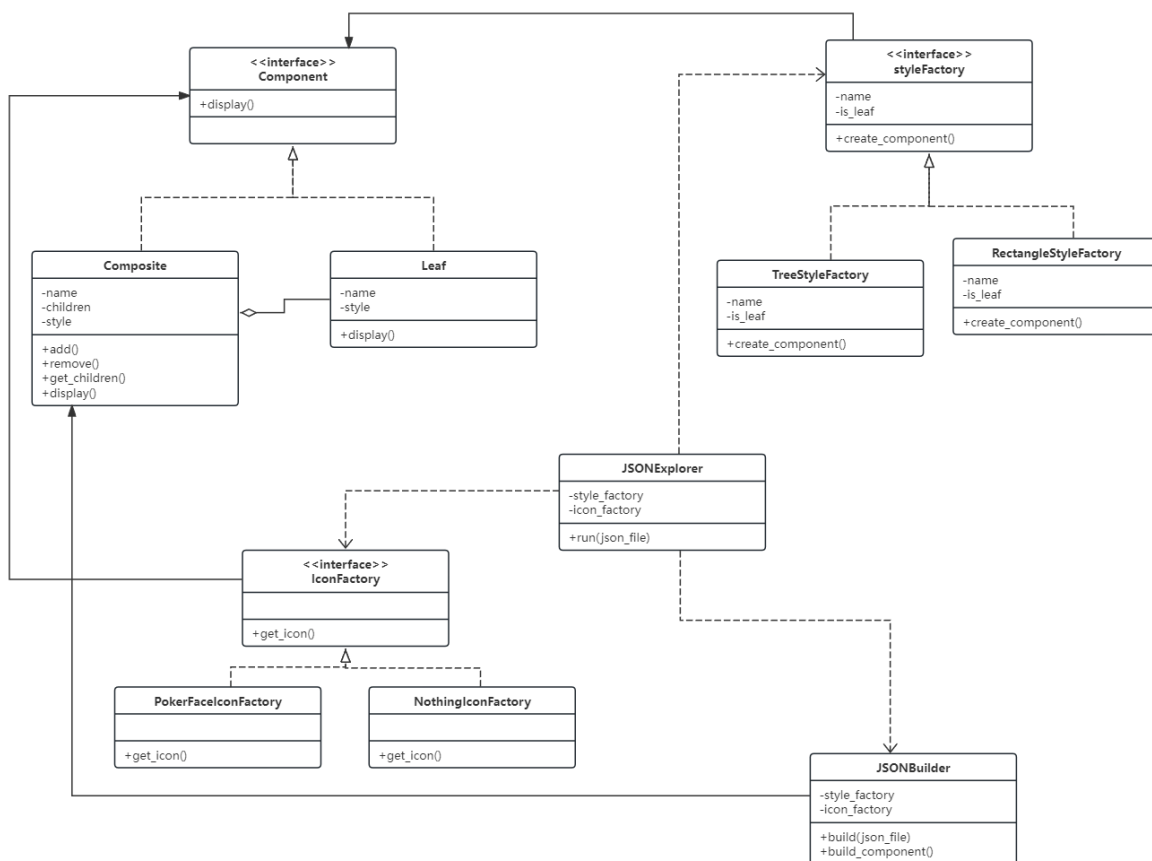 <<interface>>
Component
+display()
<<interface>>
styleFactory
-name
-is_leaf
+create_component()
Composite
-name
-children
-style
+add()
+remove()
+get_children()
+display()
Leaf
-name
-style
+display()
TreeStyleFactory
-name
-is_leaf
+create_component()
RectangleStyleFactory
-name
-is_leaf
+create_component()
JSONExplorer
-style_factory
-icon_factory
+run(json_file)
<<interface>>
IconFactory
+get_icon()
PokerFaceIconFactory
+get_icon()
NothingIconFactory
+get_icon()
JSONBuilder
-style_factory
-icon_factory
+build(json_file)
+build_component()